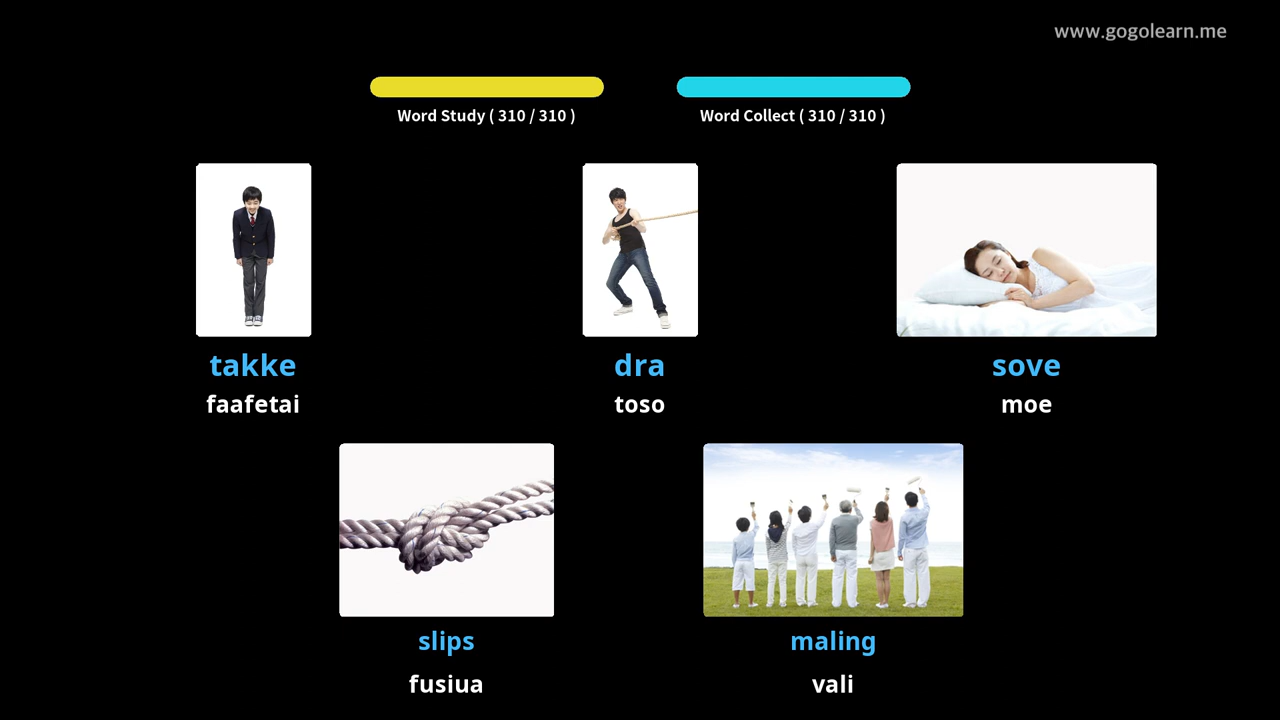 www.gogolearn.me
Word Study ( 310 / 310 )
Word Collect ( 310 / 310 )
takke
faafetai
dra
toso
sove
moe
slips
fusiua
maling
vali